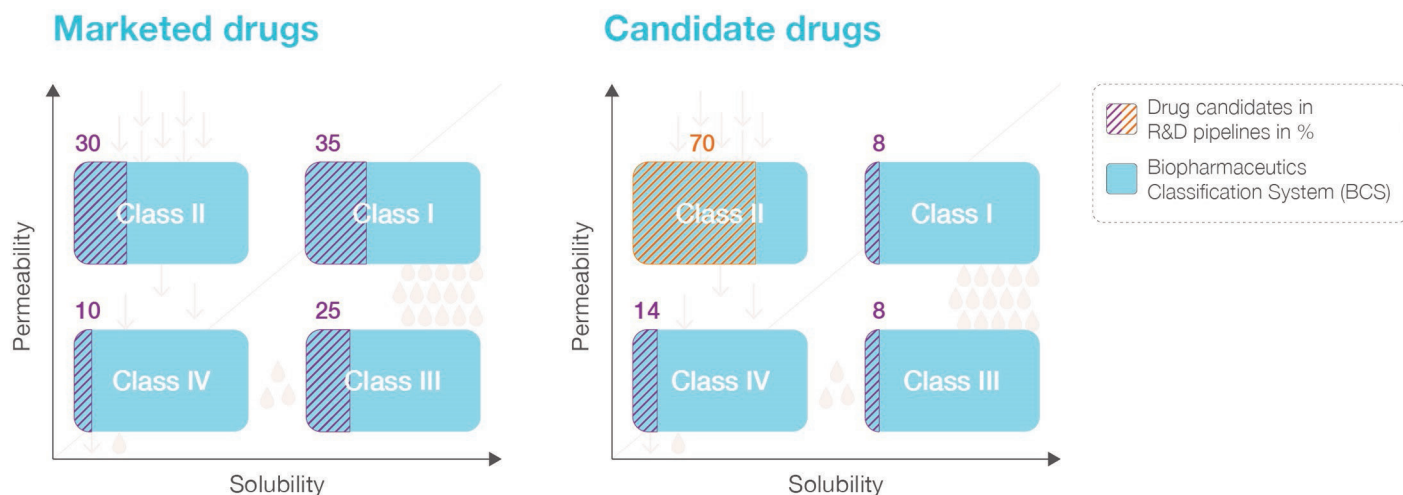 Marketed drugs
Candidate drugs
Drug candidates in
R&D pipelines in %
Biopharmaceutics
Classification System (BCS)
Permeability
30
Class II
35
Class I
10
Class IV
25
Class III
Solubility
Permeability
70
Class II
8
Class I
14
Class IV
8
Class III
Solubility